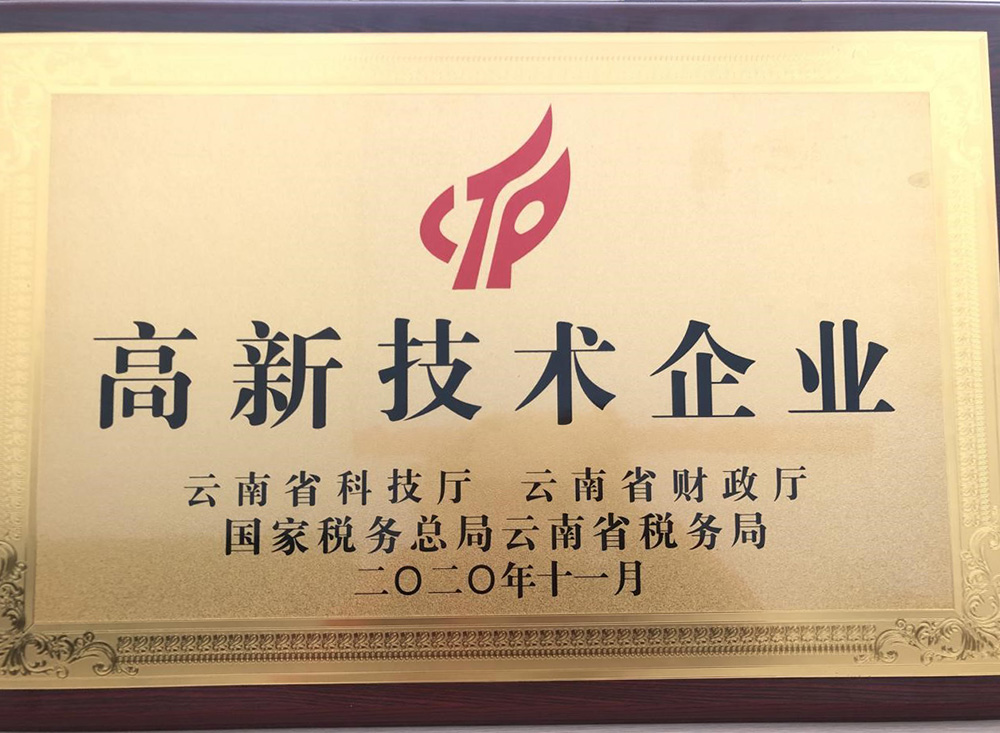 CTP
高新技术企业
云南省科技厅 云南省财政厅
国家税务总局云南省税务局
二〇二〇年十一月